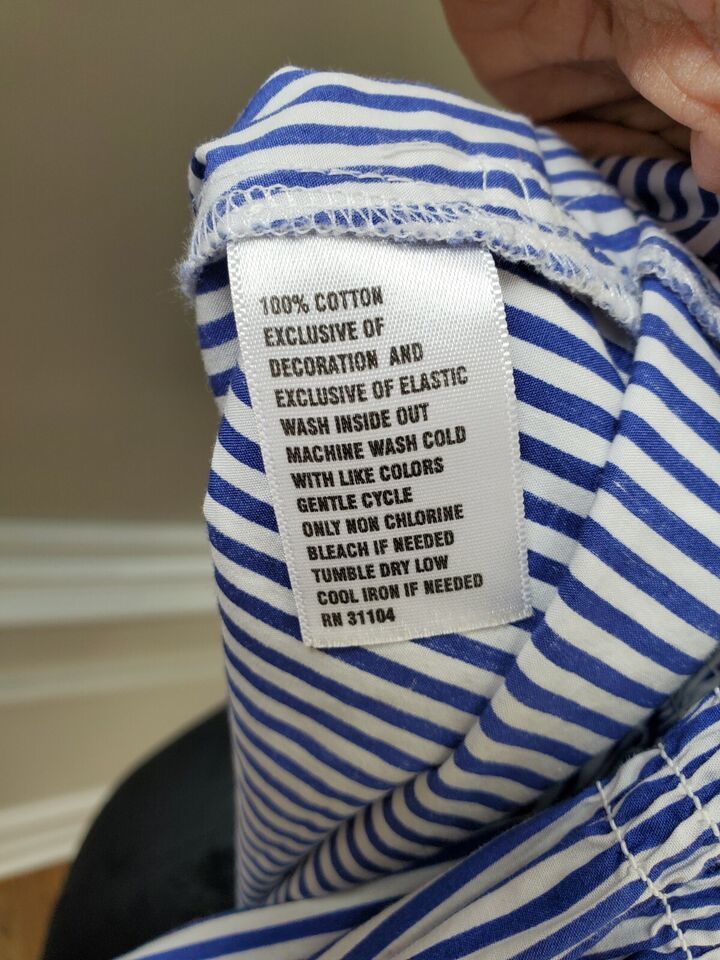 100% COTTON
EXCLUSIVE OF
DECORATION AND
EXCLUSIVE OF ELASTIC
WASH INSIDE OUT
MACHINE WASH COLD
WITH LIKE COLORS
GENTLE CYCLE
ONLY NON CHLORINE
BLEACH IF NEEDED
TUMBLE DRY LOW
COOL IRON IF NEEDED
RN 31104